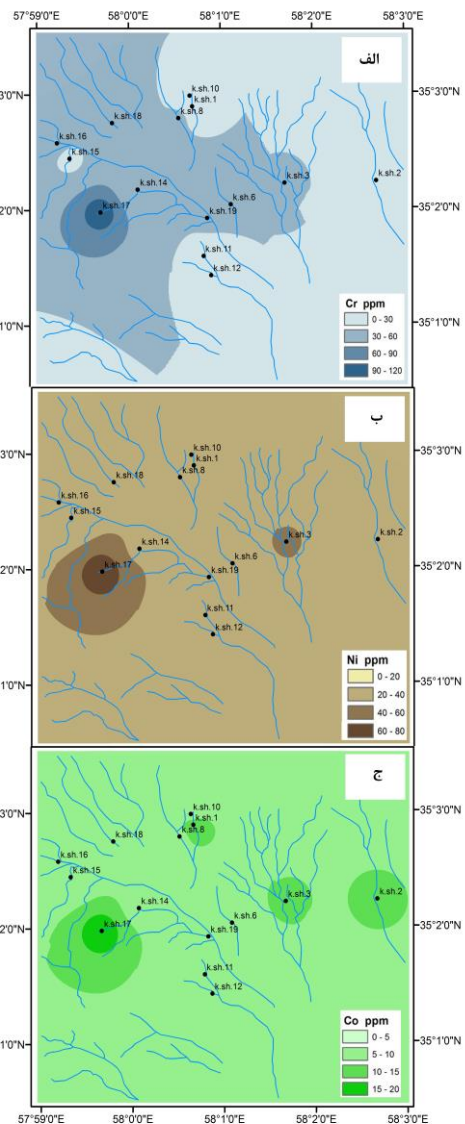 57°59'0"E 58°0'0"E 58°1'0"E 58°2'0"E 58°3'0"E
الف
k.sh.10
3'0"N 35°3'0"N
k.sh.1
k.sh.18 k.sh.8
k.sh.16
k.sh.15
k.sh.3 k.sh.2
k.sh.14
k.sh.6
2'0"N 35°2'0"N
k.sh.17 k.sh.19
k.sh.11
k.sh.12
Cr ppm
1'0"N 35°1'0"N
0 - 30
30 - 60
60 - 90
90 - 120
ب
k.sh.10
3'0"N 35°3'0"N
k.sh.1
k.sh.18 k.sh.8
k.sh.16
k.sh.15
k.sh.3 k.sh.2
k.sh.14
k.sh.6
2'0"N 35°2'0"N
k.sh.17 k.sh.19
k.sh.11
k.sh.12
Ni ppm
1'0"N 35°1'0"N
0 - 20
20 - 40
40 - 60
60 - 80
ج
k.sh.10
3'0"N 35°3'0"N
k.sh.1
k.sh.18 k.sh.8
k.sh.16
k.sh.15
k.sh.3 k.sh.2
k.sh.14
k.sh.6
2'0"N 35°2'0"N
k.sh.17 k.sh.19
k.sh.11
k.sh.12
Co ppm
1'0"N 35°1'0"N
0 - 5
5 - 10
10 - 15
15 - 20
57°59'0"E 58°0'0"E 58°1'0"E 58°2'0"E 58°3'0"E